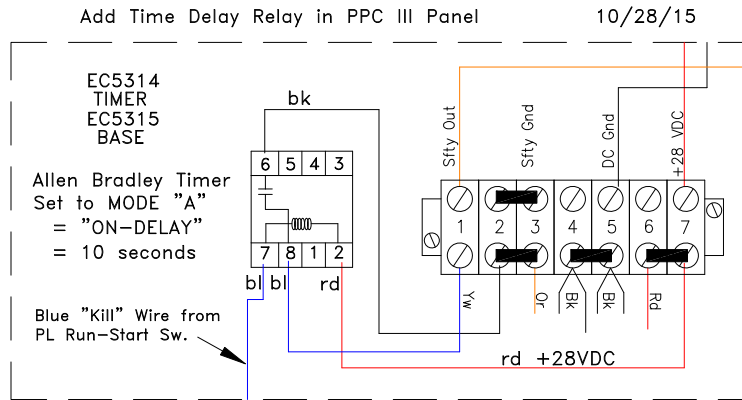 Add Time Delay Relay in PPC III Panel 10/28/15
EC5314
TIMER
EC5315
BASE
Allen Bradley Timer
Set to MODE "A"
= "ON-DELAY"
= 10 seconds
bk
6 5 4 3
7 8 1 2
bl bl rd
Blue "Kill" Wire from
PL Run-Start Sw.
Sfty Out
Sfty Gnd
DC Gnd
+28 VDC
1 2 3 4 5 6 7
Yw
Or
Bk
Bk
Rd
rd +28VDC